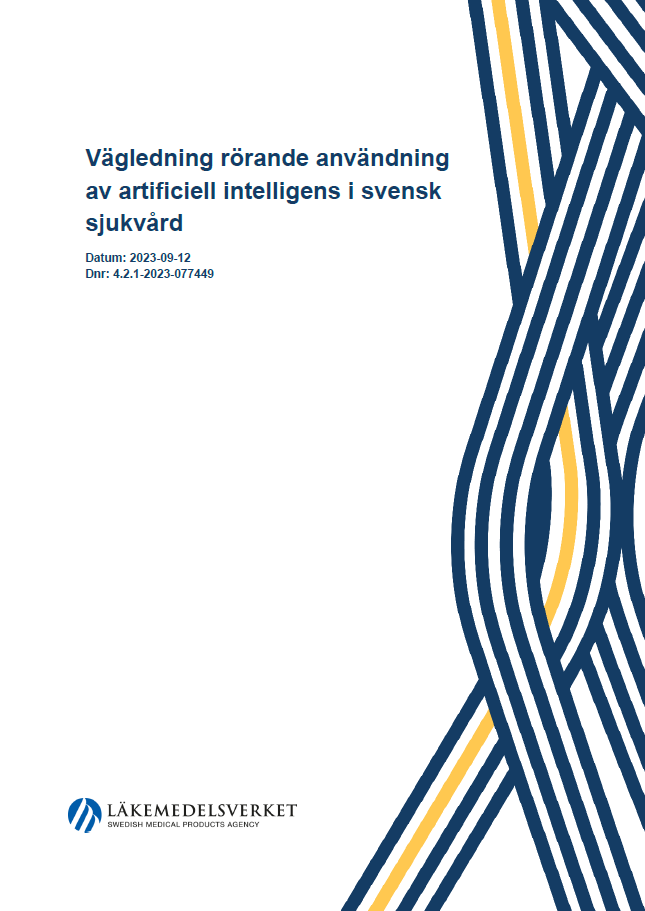 Vägledning rörande användning
av artificiell intelligens i svensk
sjukvård
Datum: 2023-09-12
Dnr: 4.2.1-2023-077449
LÄKEMEDELSVERKET
SWEDISH MEDICAL PRODUCTS AGENCY